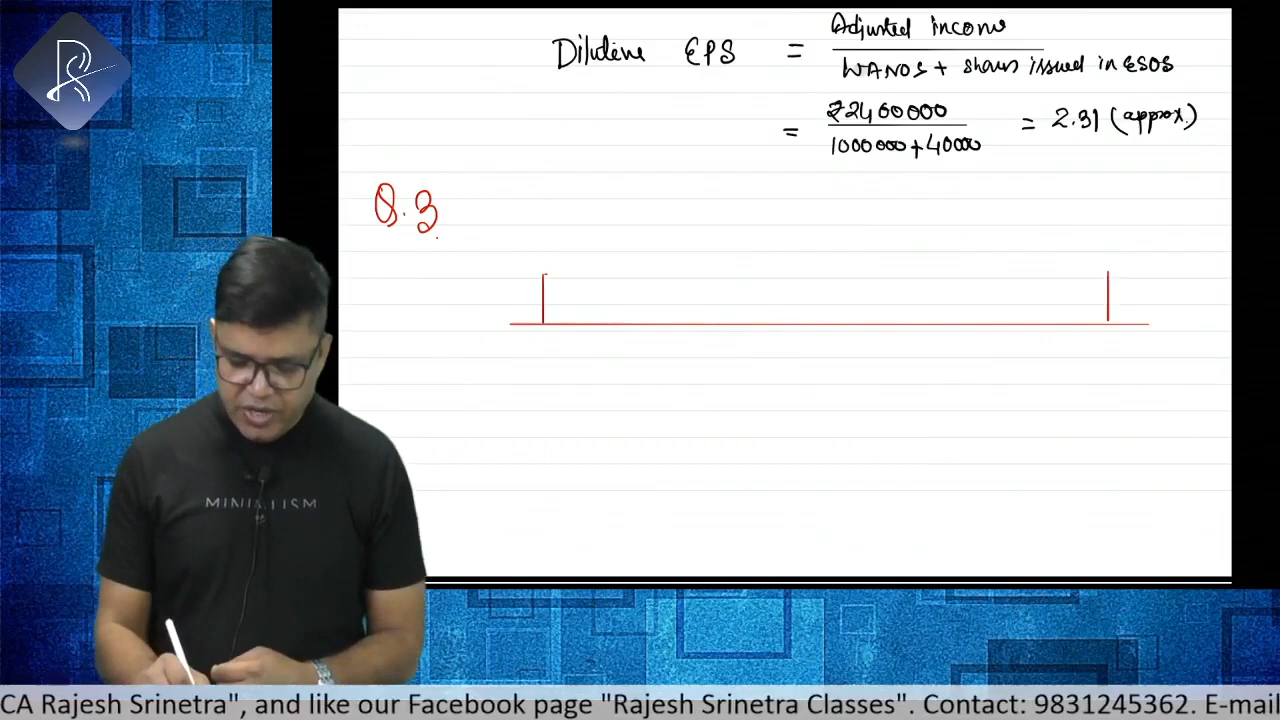 Adjusted income
Dilutive EPS =
WANOS + shares issued in ESOS
= ₹2400000 = 2.31 (approx.)
1000000+40000
Q.3
RS
MINIMALISM
CA Rajesh Srinetra", and like our Facebook page "Rajesh Srinetra Classes". Contact: 9831245362. E-mail